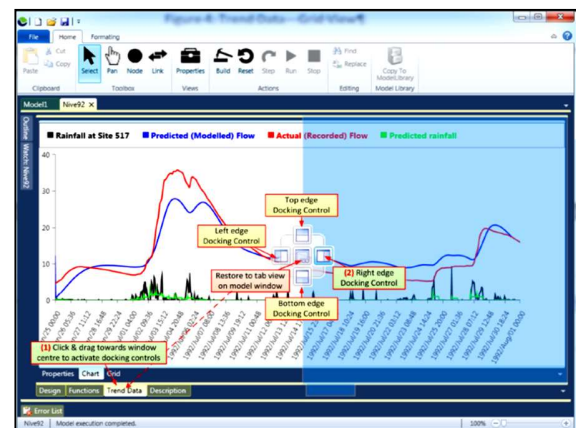 Figure 4: Trend Data – Grid View¶
File Home Formating
Cut
Copy
Paste
Select Pan Node Link Properties Build Reset Step Run Stop
Find
Replace
Copy To
ModelLibrary
Clipboard Toolbox Views Actions Editing Model Library
Model1 Nive92 ×
Outline Watch: Nive92
Rainfall at Site 517 Predicted (Modelled) Flow Actual (Recorded) Flow Predicted rainfall
40
30
20
10
0
Top edge
Docking Control
Left edge
Docking Control
(2) Right edge
Docking Control
Restore to tab view
on model window
Bottom edge
Docking Control
(1) Click & drag towards window
centre to activate docking controls
Properties Chart Grid
Design Functions Trend Data Description
Error List
Nive92 Model execution completed. 100%